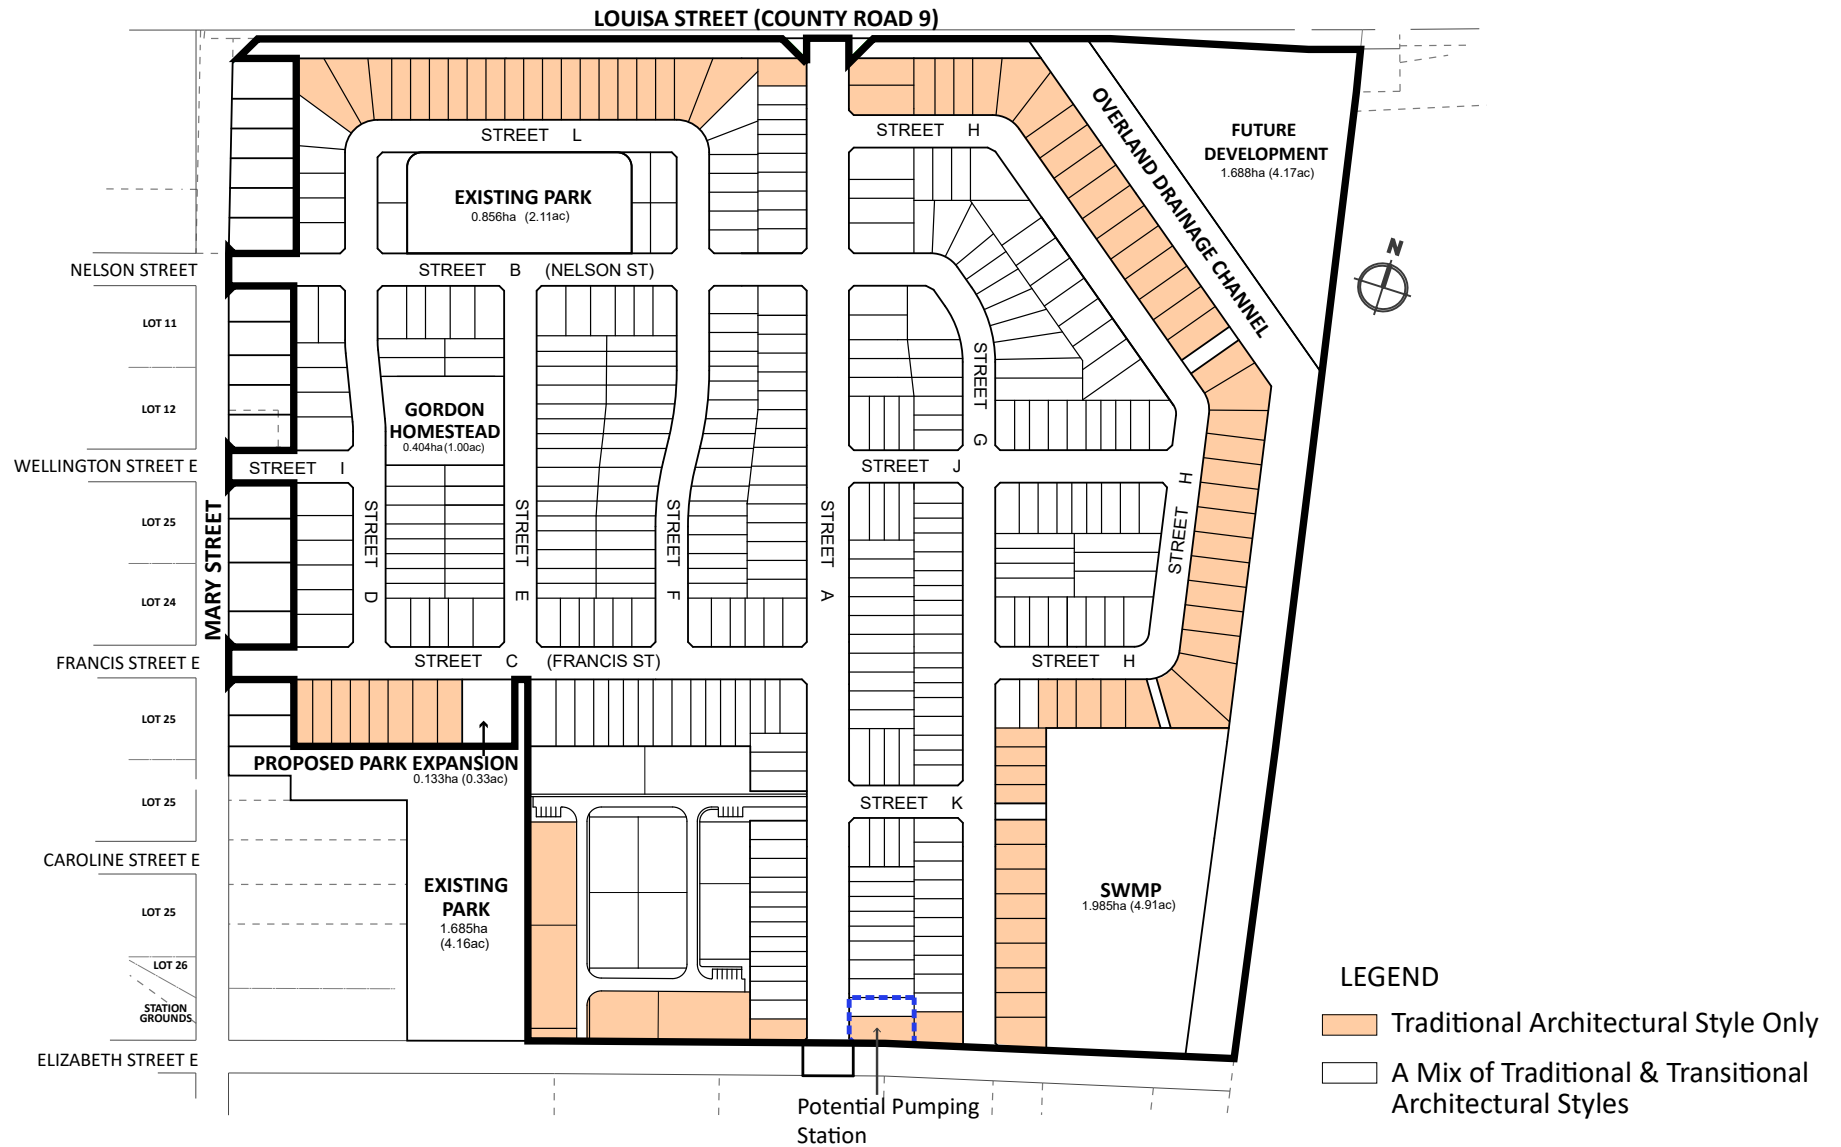 LOUISA STREET (COUNTY ROAD 9)
STREET L
STREET H
OVERLAND DRAINAGE CHANNEL
FUTURE
DEVELOPMENT
1.688ha (4.17ac)
EXISTING PARK
0.856ha (2.11ac)
N
NELSON STREET
STREET B (NELSON ST)
LOT 11
LOT 12
GORDON
HOMESTEAD
0.404ha(1.00ac)
STREET G
WELLINGTON STREET E
STREET I
STREET J
MARY STREET
STREET D
STREET E
STREET F
STREET A
STREET H
LOT 25
LOT 24
FRANCIS STREET E
STREET C (FRANCIS ST)
STREET H
LOT 25
PROPOSED PARK EXPANSION
0.133ha (0.33ac)
LOT 25
STREET K
CAROLINE STREET E
EXISTING
PARK
1.685ha
(4.16ac)
SWMP
1.985ha (4.91ac)
LOT 25
LOT 26
STATION
GROUNDS
ELIZABETH STREET E
Potential Pumping
Station
LEGEND
Traditional Architectural Style Only
A Mix of Traditional & Transitional
Architectural Styles